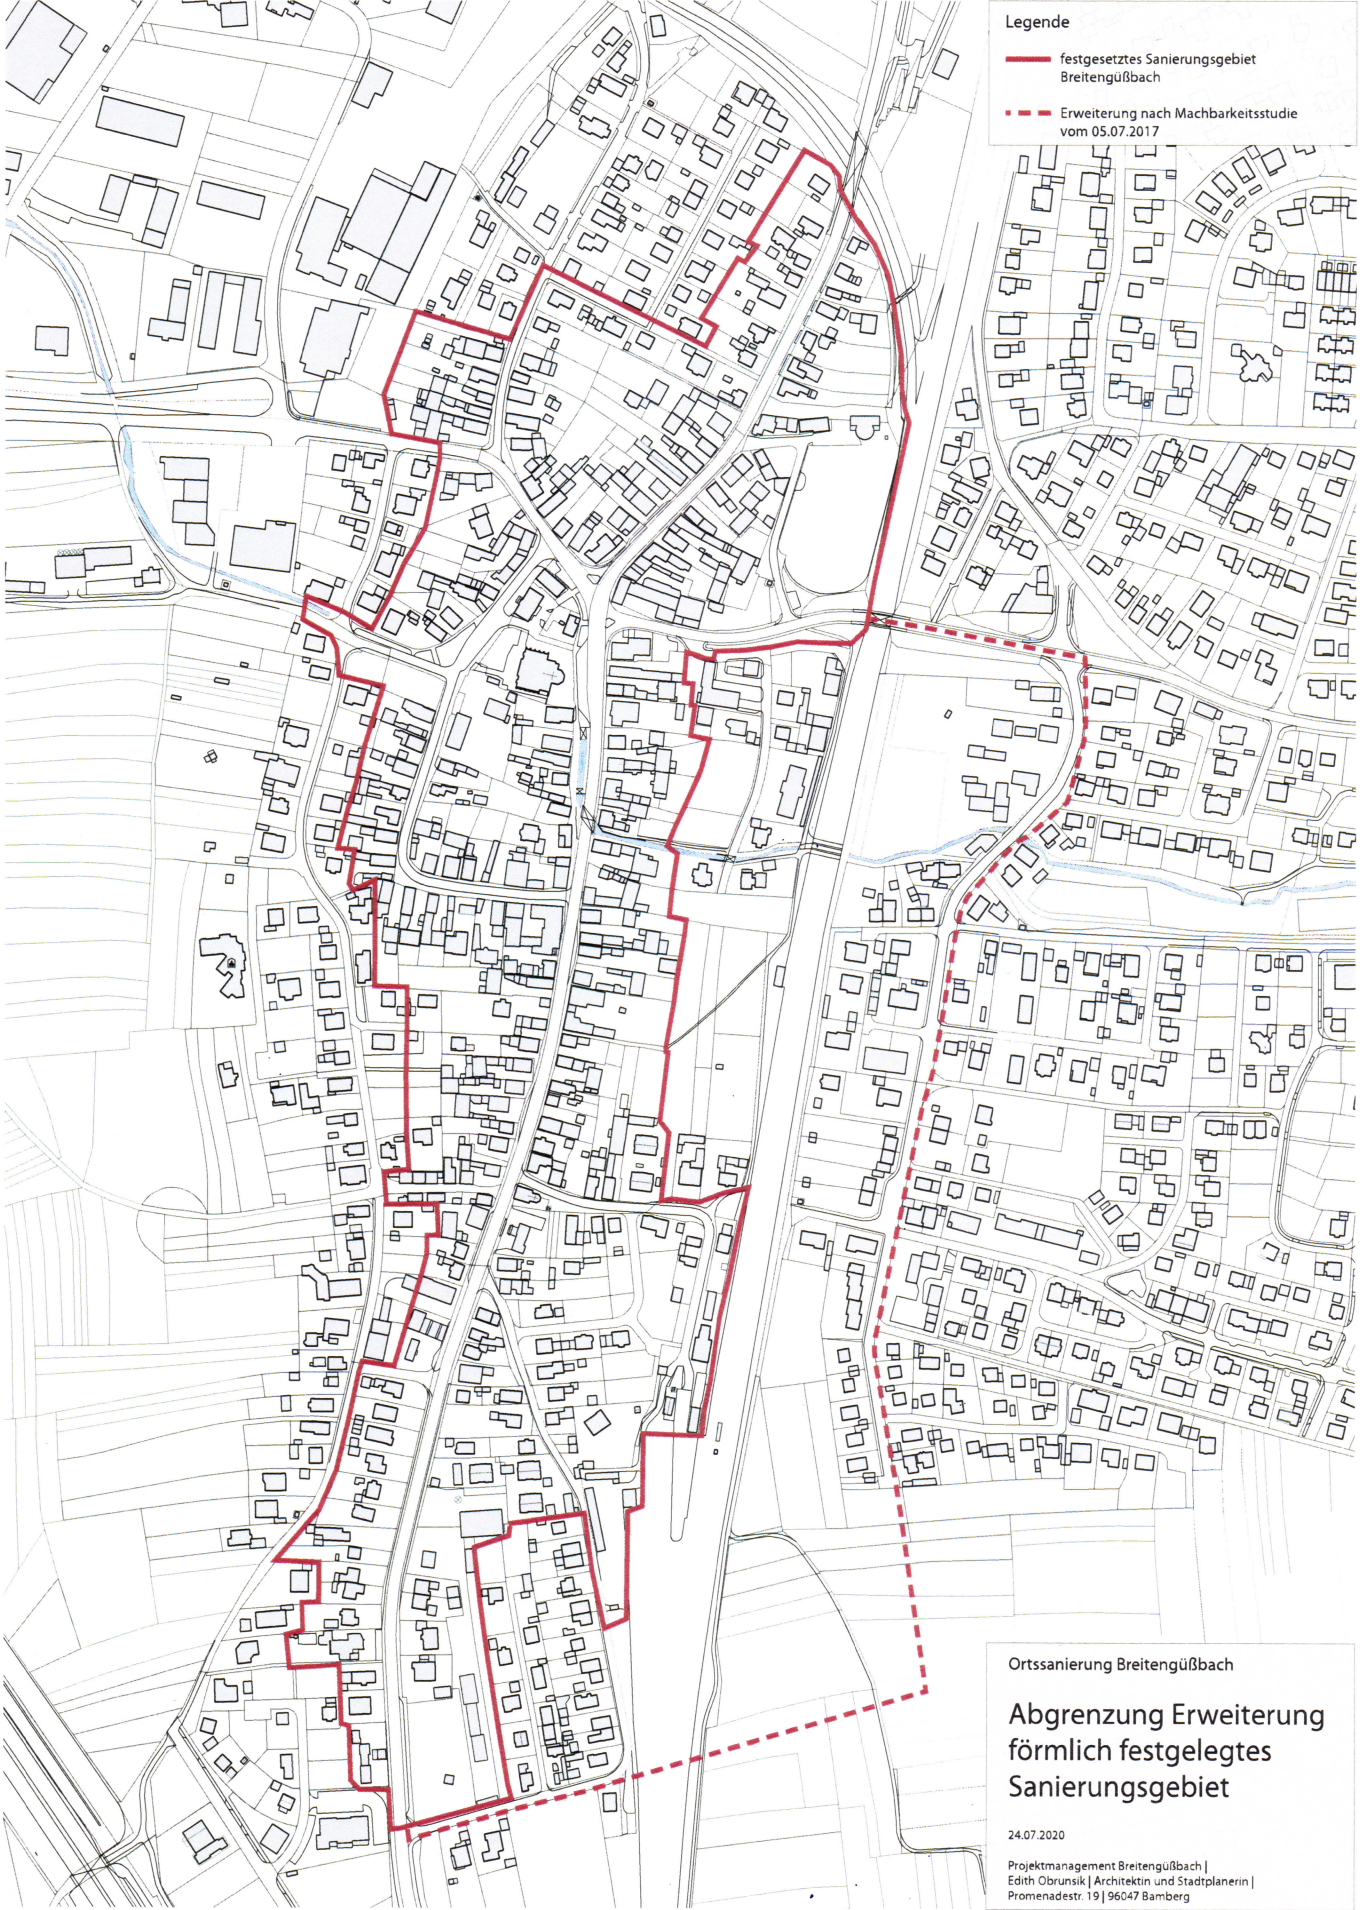 Legende
festgesetztes Sanierungsgebiet
Breitengüßbach
Erweiterung nach Machbarkeitsstudie
vom 05.07.2017
Ortssanierung Breitengüßbach
Abgrenzung Erweiterung
förmlich festgelegtes
Sanierungsgebiet
24.07.2020
Projektmanagement Breitengüßbach |
Edith Obrunsik | Architektin und Stadtplanerin |
Promenadestr. 19 | 96047 Bamberg